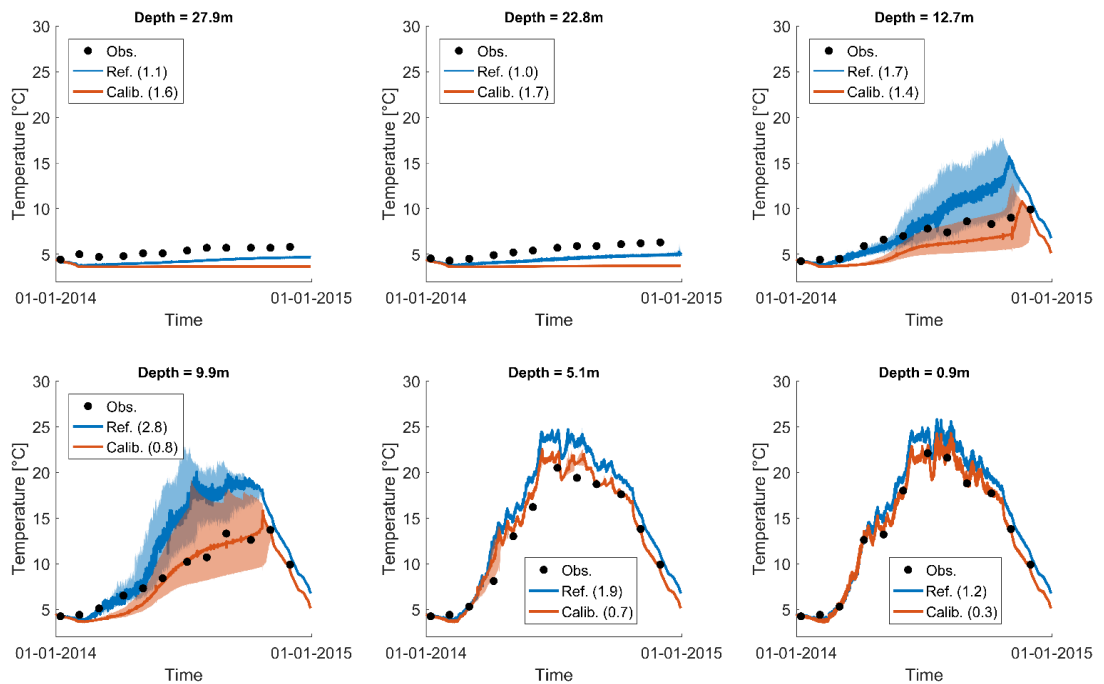 Depth = 27.9m
30
25
20
15
10
5
Temperature [°C]
Obs.
Ref. (1.1)
Calib. (1.6)
01-01-2014
01-01-2015
Time
Depth = 22.8m
30
25
20
15
10
5
Temperature [°C]
Obs.
Ref. (1.0)
Calib. (1.7)
01-01-2014
01-01-2015
Time
Depth = 12.7m
30
25
20
15
10
5
Temperature [°C]
Obs.
Ref. (1.7)
Calib. (1.4)
01-01-2014
01-01-2015
Time
Depth = 9.9m
30
25
20
15
10
5
Temperature [°C]
Obs.
Ref. (2.8)
Calib. (0.8)
01-01-2014
01-01-2015
Time
Depth = 5.1m
30
25
20
15
10
5
Temperature [°C]
Obs.
Ref. (1.9)
Calib. (0.7)
01-01-2014
01-01-2015
Time
Depth = 0.9m
30
25
20
15
10
5
Temperature [°C]
Obs.
Ref. (1.2)
Calib. (0.3)
01-01-2014
01-01-2015
Time